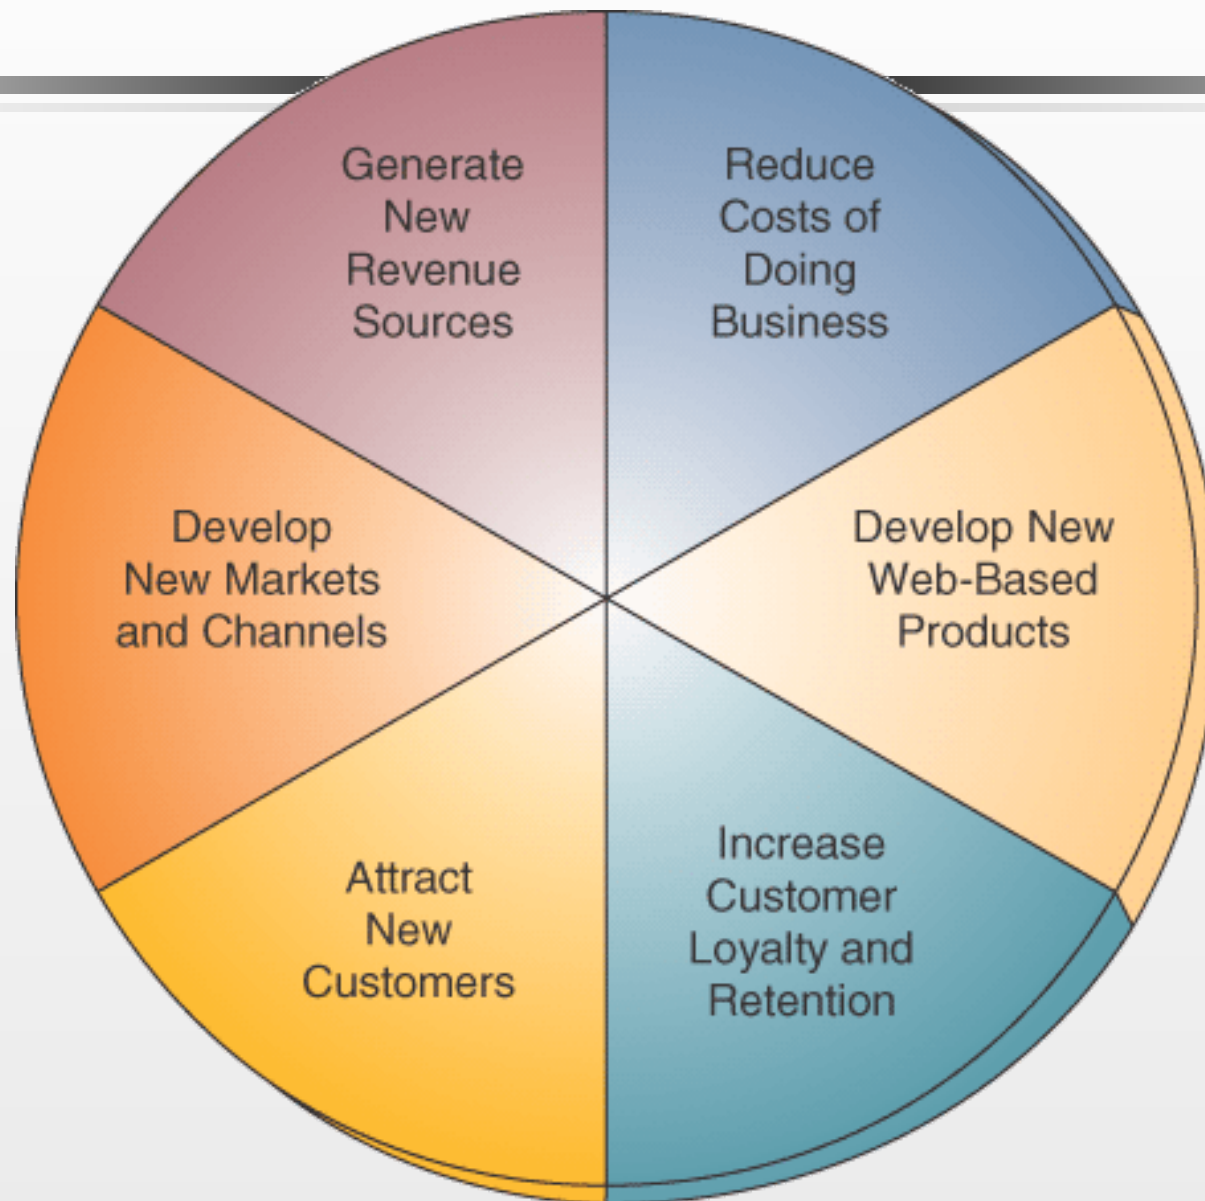 Generate
New
Revenue
Sources
Reduce
Costs of
Doing
Business
Develop
New Markets
and Channels
Develop New
Web-Based
Products
Attract
New
Customers
Increase
Customer
Loyalty and
Retention